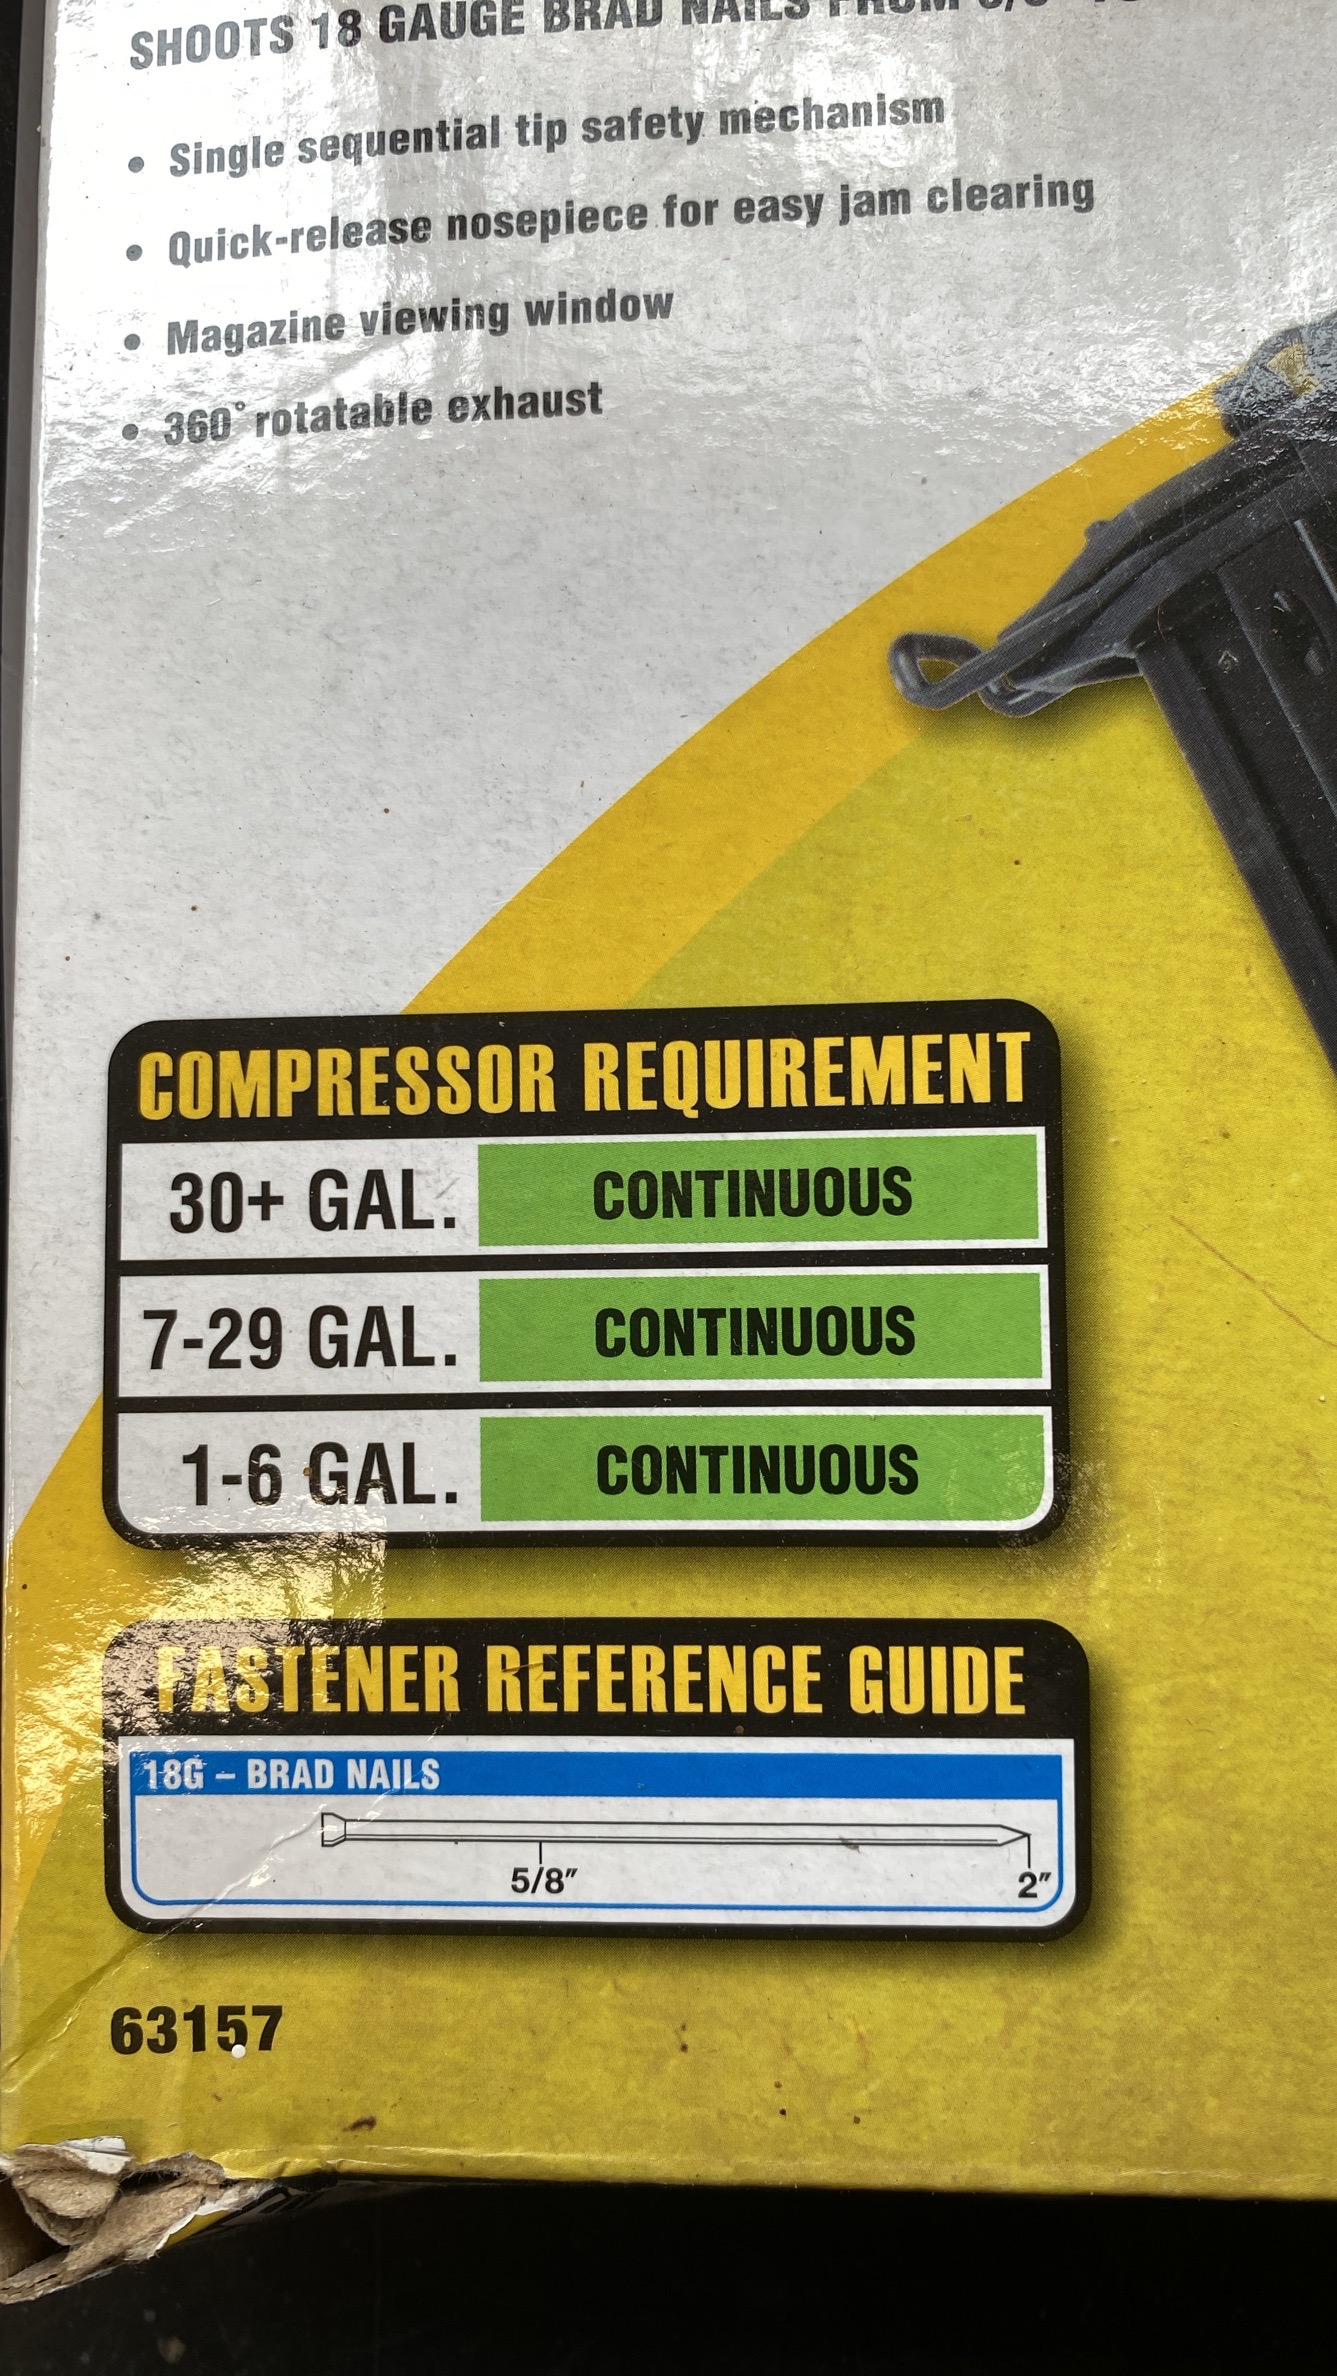 SHOOTS 18 GAUGE BRAD NAILS FROM
• Single sequential tip safety mechanism
• Quick-release nosepiece for easy jam clearing
• Magazine viewing window
• 360° rotatable exhaust
COMPRESSOR REQUIREMENT
30+ GAL. CONTINUOUS
7-29 GAL. CONTINUOUS
1-6 GAL. CONTINUOUS
FASTENER REFERENCE GUIDE
18G – BRAD NAILS
5/8" 2"
63157